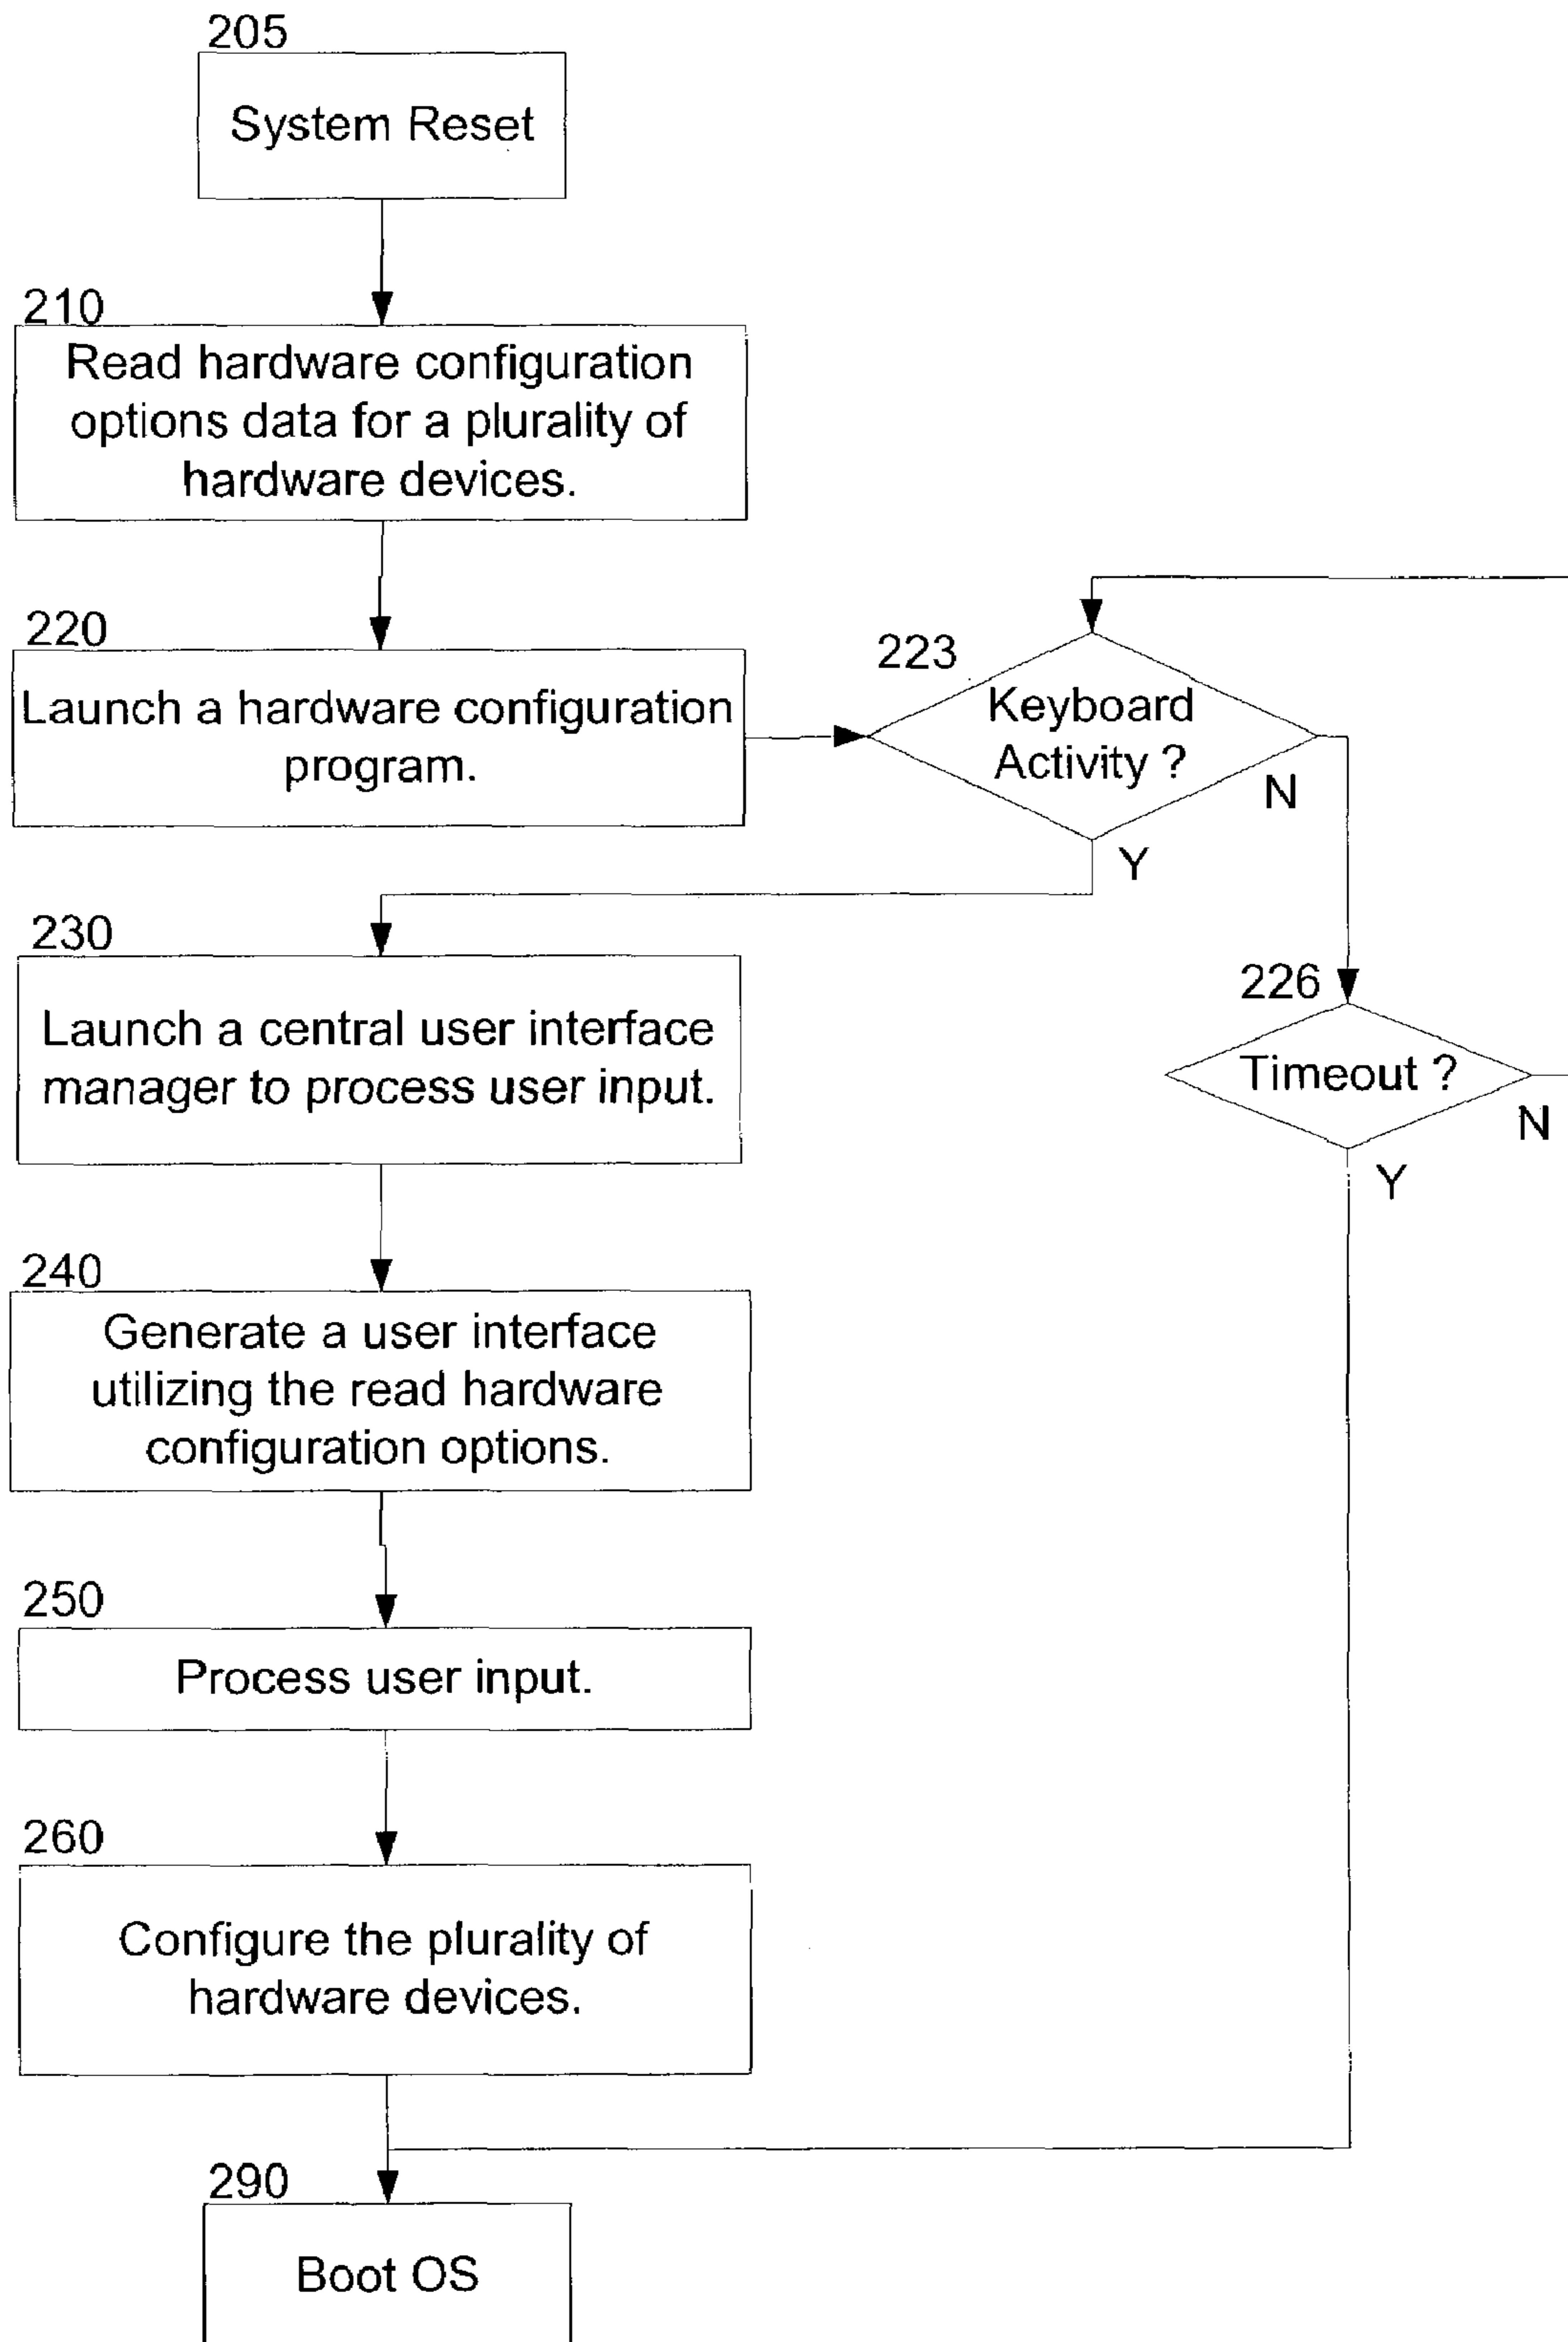 205
System Reset
210
Read hardware configuration
options data for a plurality of
hardware devices.
220
Launch a hardware configuration
program.
223
Keyboard
Activity ?
N
Y
226
Timeout ?
N
Y
230
Launch a central user interface
manager to process user input.
240
Generate a user interface
utilizing the read hardware
configuration options.
250
Process user input.
260
Configure the plurality of
hardware devices.
290
Boot OS